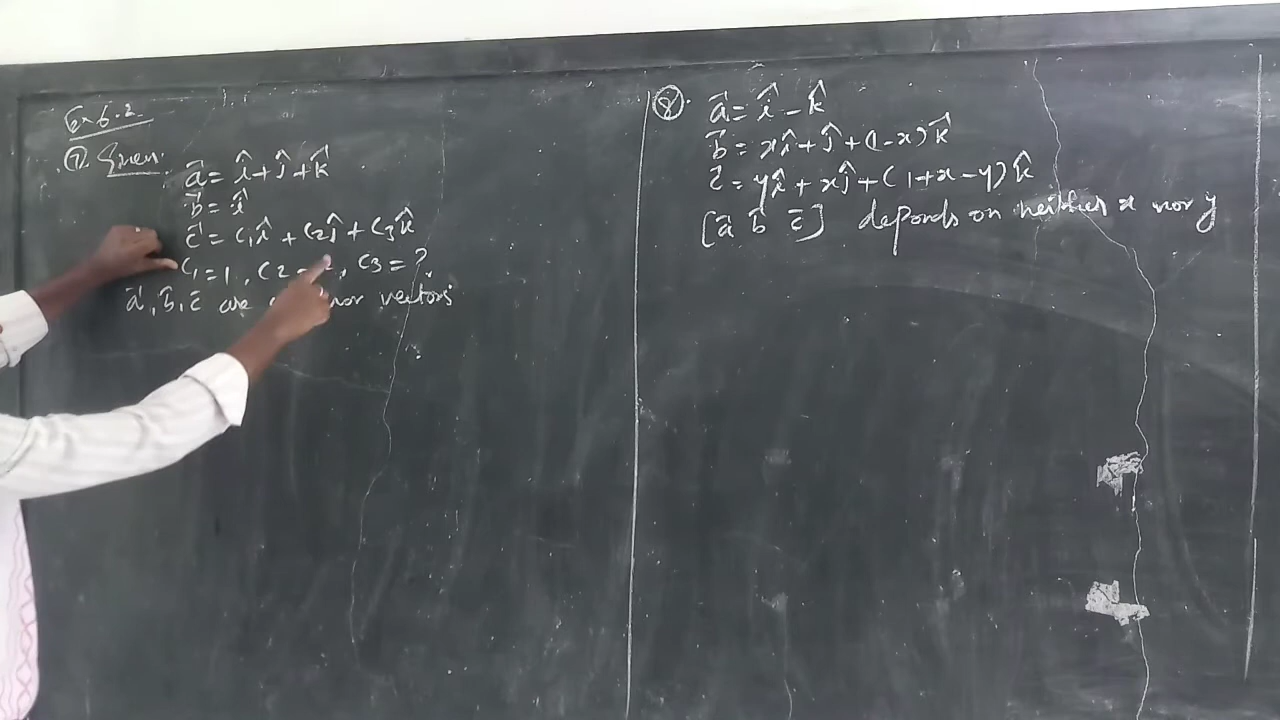 Ex 6.2
⑦. Given:
a⃗ = î + ĵ + k⃗
b⃗ = î
c⃗ = c₁î + c₂ĵ + c₃k̂
c₁ = 1, c₂ = 2, c₃ = ?
a⃗, b⃗, c⃗ are vectors
⑧. a⃗ = î - k̂
b⃗ = xî + ĵ + (1-x)k⃗
c⃗ = yî + xĵ + (1+x-y)k̂
[a⃗ b⃗ c⃗] depends on neither x nor y